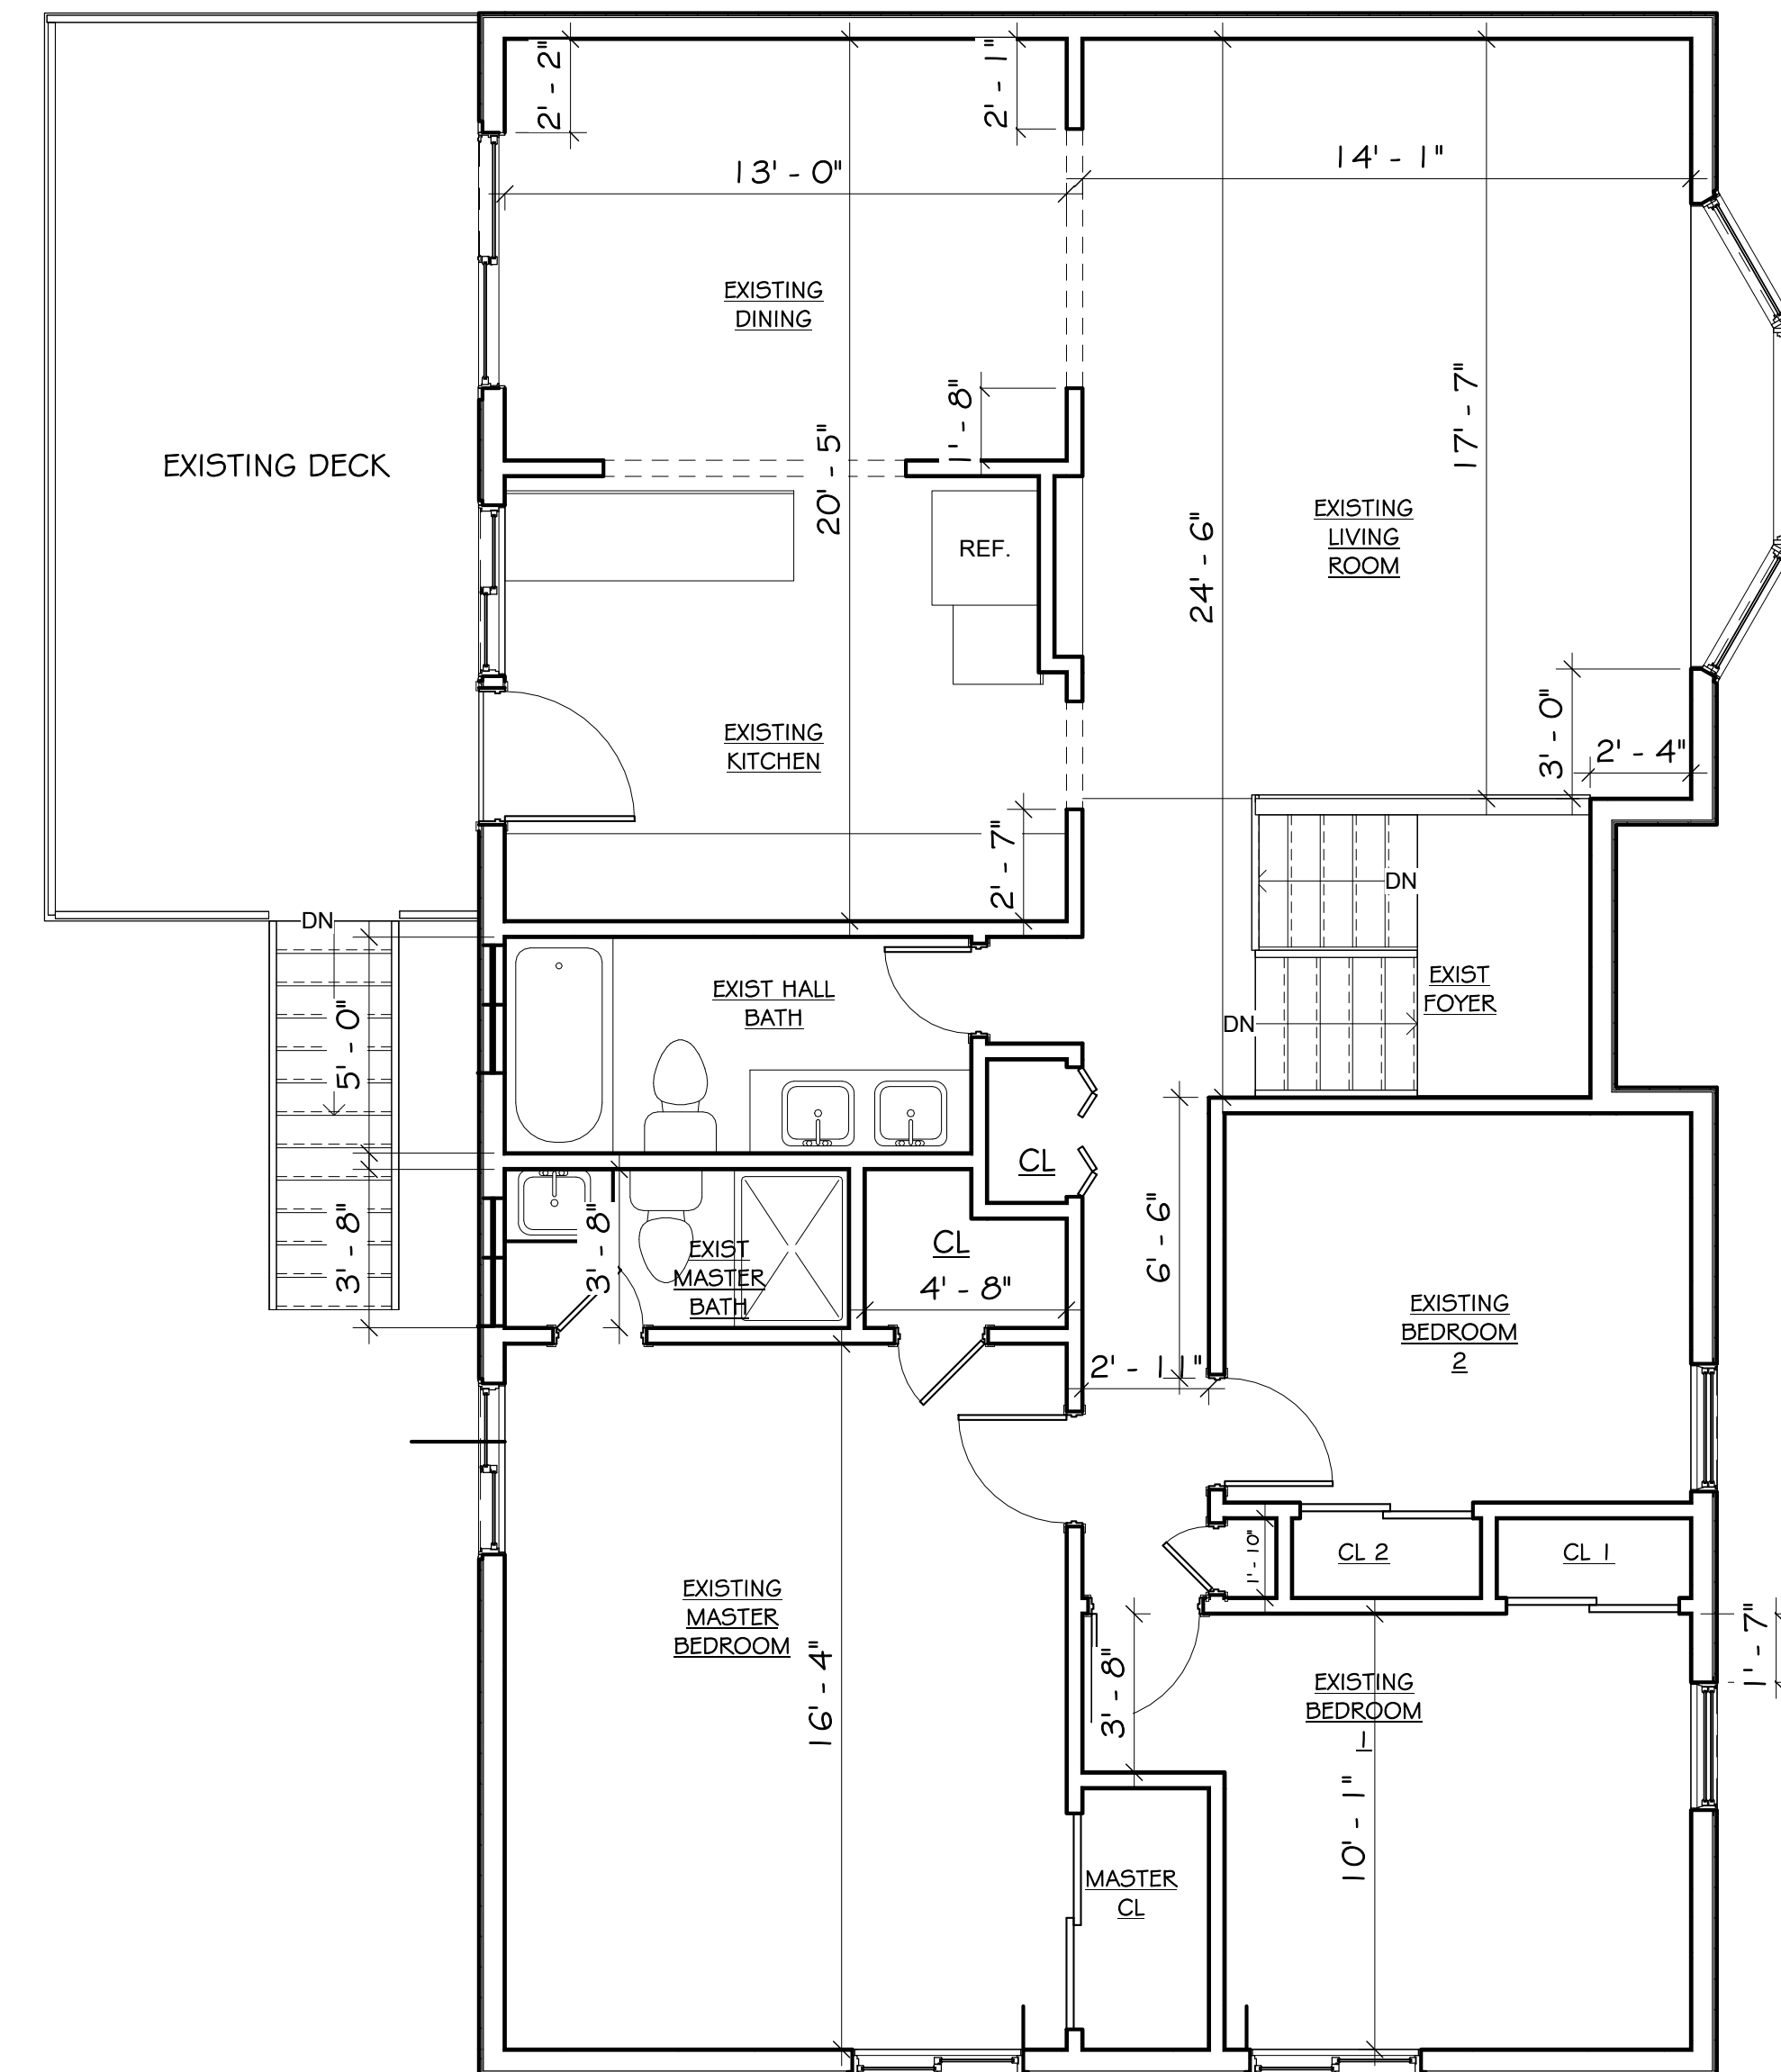 2' - 2"
2' - 1"
13' - 0"
14' - 1"
EXISTING
DINING
1' - 8"
17' - 7"
20' - 5"
EXISTING DECK
24' - 6"
EXISTING
LIVING
ROOM
REF.
EXISTING
KITCHEN
3' - 0"
2' - 4"
2' - 7"
DN
DN
EXIST HALL
BATH
EXIST
FOYER
DN
5' - 0"
CL
3' - 8"
3' - 8"
EXIST
MASTER
BATH
CL
4' - 8"
6' - 6"
EXISTING
BEDROOM
2
2' - 11"
1' - 10"
CL 2
CL 1
EXISTING
MASTER
BEDROOM
16' - 4"
3' - 8"
EXISTING
BEDROOM
1
1' - 7"
10' - 1"
MASTER
CL